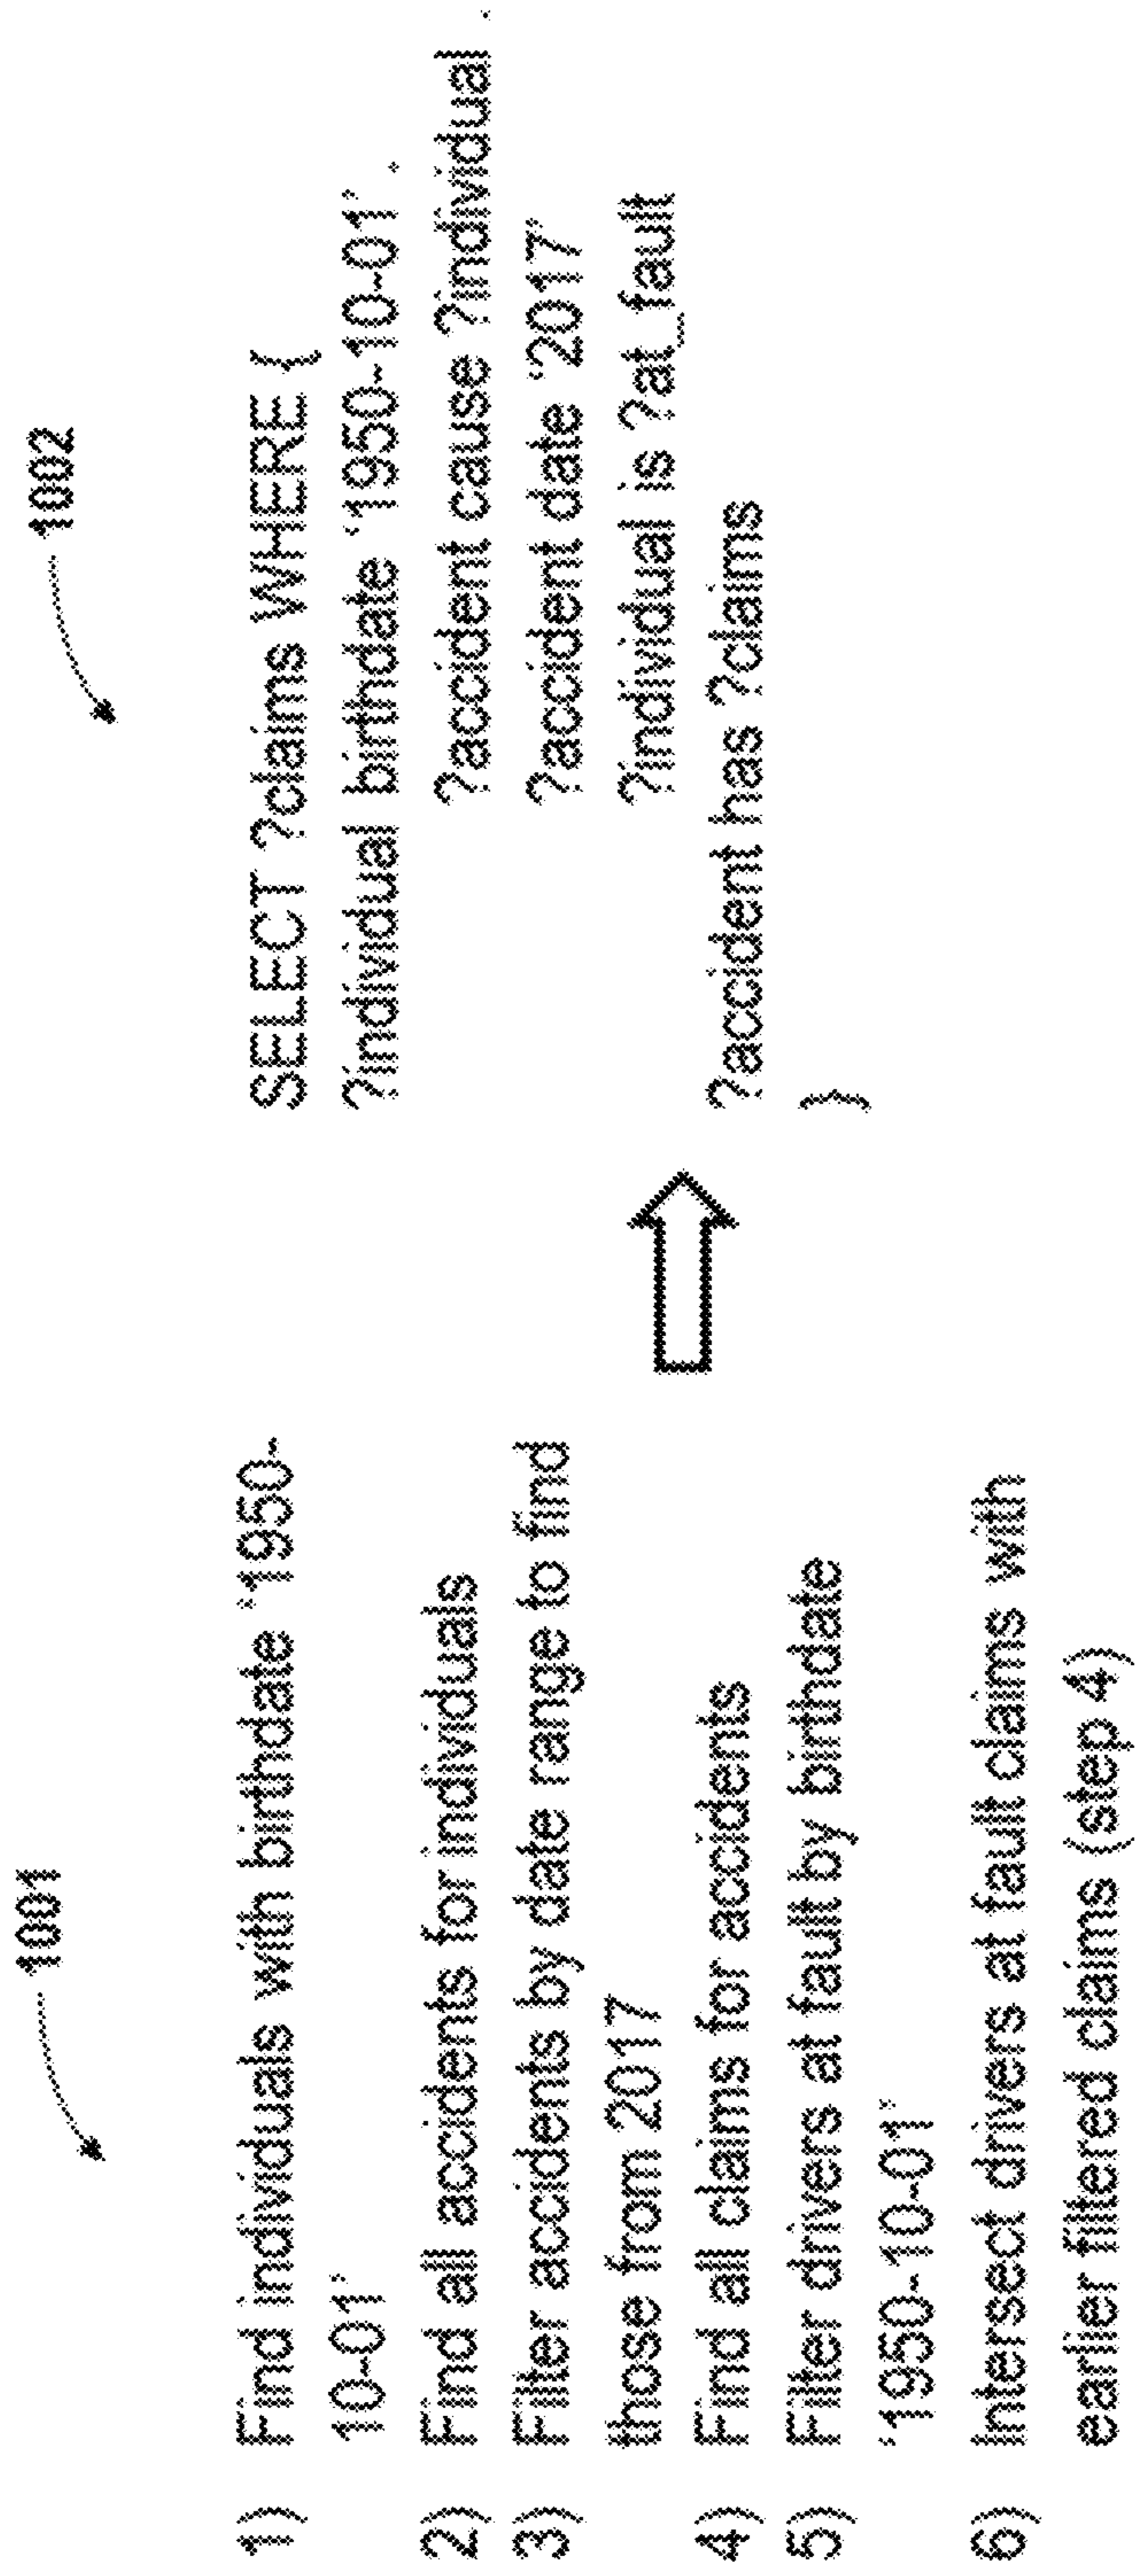 1001
1) Find individuals with birthdate "1950-
10-01"
2) Find all accidents for individuals
3) Filter accidents by date range to find
those from 2017
4) Find all claims for accidents
5) Filter drivers at fault by birthdate
'1950-10-01'
6) Intersect drivers at fault claims with
earlier filtered claims (step 4)
1002
SELECT ?claims WHERE {
?individual birthdate '1950-10-01' .
?accident cause ?individual .
?accident date '2017'
?individual is ?at_fault
?accident has ?claims
}